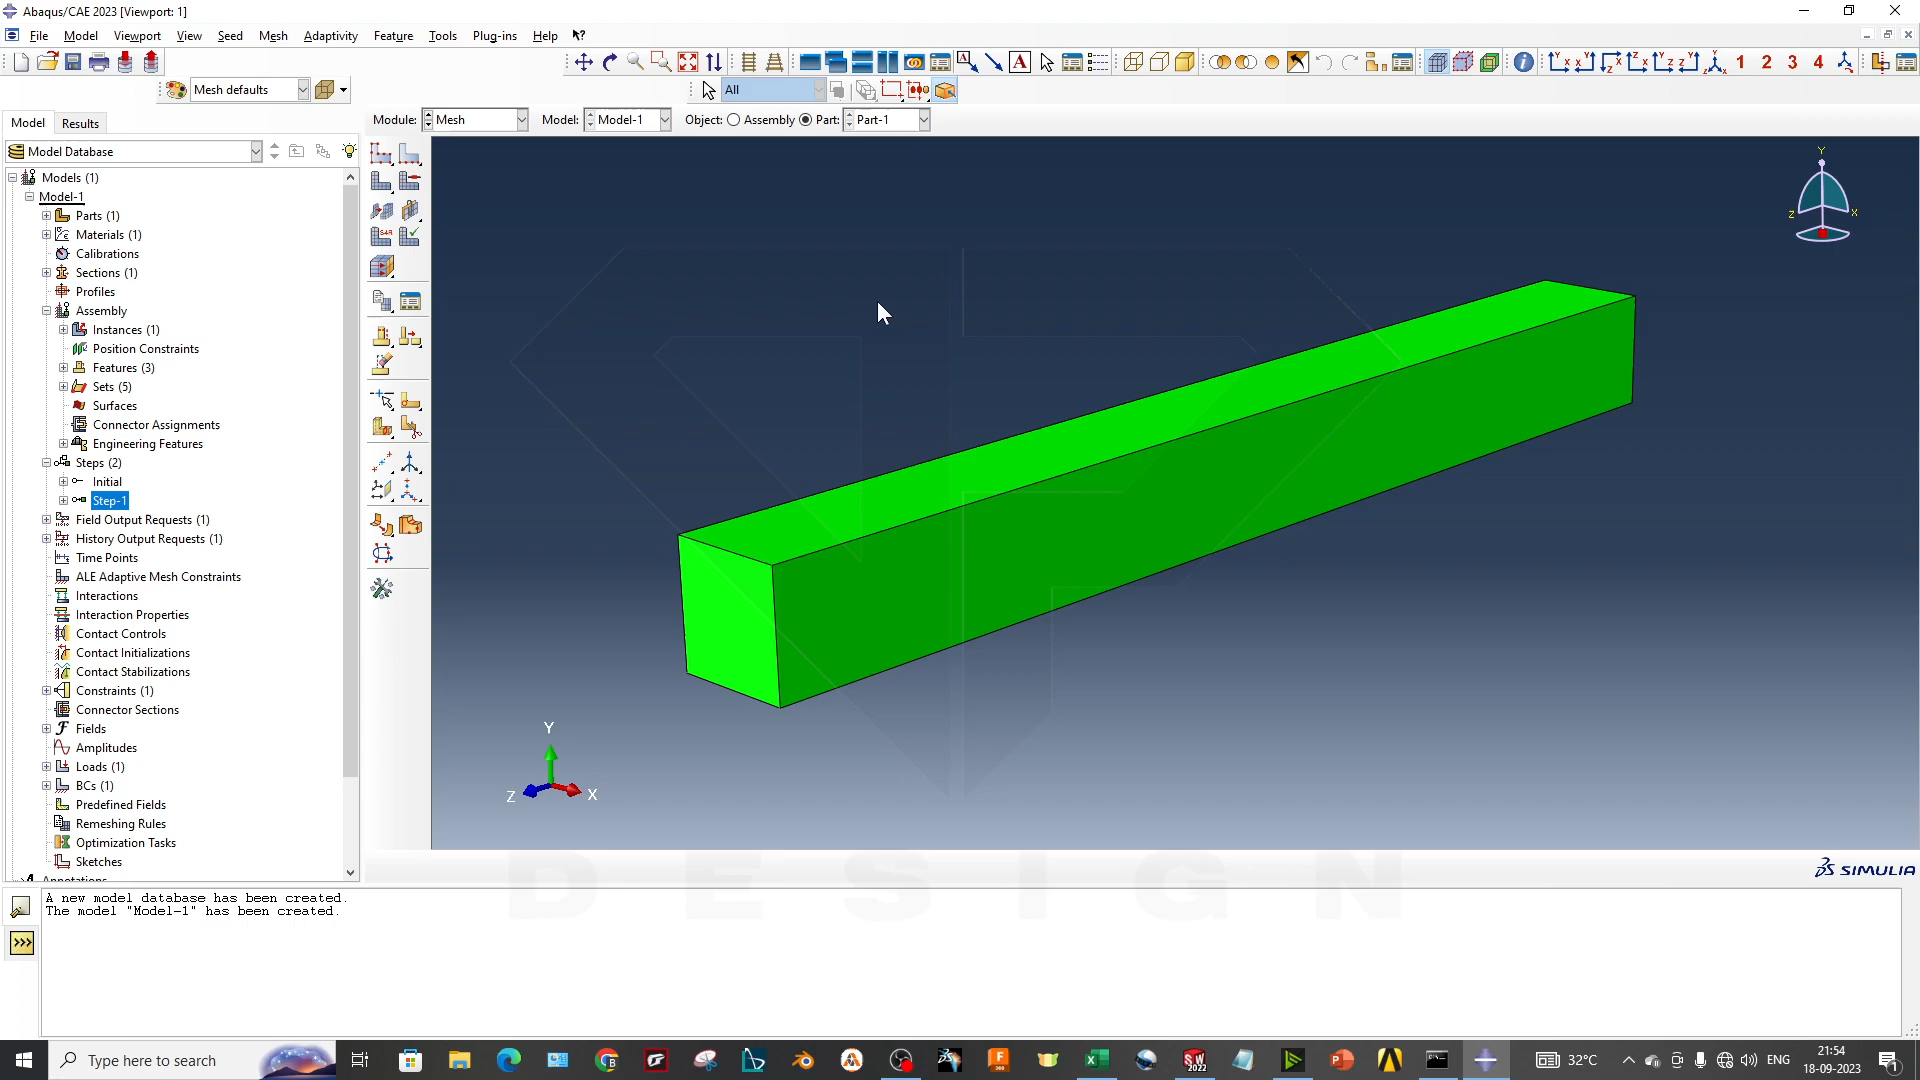 Abaqus/CAE 2023 [Viewport: 1]
File Model Viewport View Seed Mesh Adaptivity Feature Tools Plug-ins Help
1 2 3 4
Mesh defaults
All
Model Results
Module: Mesh Model: Model-1 Object: Assembly Part: Part-1
Model Database
Models (1)
Model-1
Parts (1)
Materials (1)
Calibrations
Sections (1)
Profiles
Assembly
Instances (1)
Position Constraints
Features (3)
Sets (5)
Surfaces
Connector Assignments
Engineering Features
Steps (2)
Initial
Step-1
Field Output Requests (1)
History Output Requests (1)
Time Points
ALE Adaptive Mesh Constraints
Interactions
Interaction Properties
Contact Controls
Contact Initializations
Contact Stabilizations
Constraints (1)
Connector Sections
Fields
Amplitudes
Loads (1)
BCs (1)
Predefined Fields
Remeshing Rules
Optimization Tasks
Sketches
Annotations
Y
Z
X
Y
Z
X
SIMULIA
DESIGN
A new model database has been created.
The model "Model-1" has been created.
Type here to search
32°C
ENG
21:54
18-09-2023